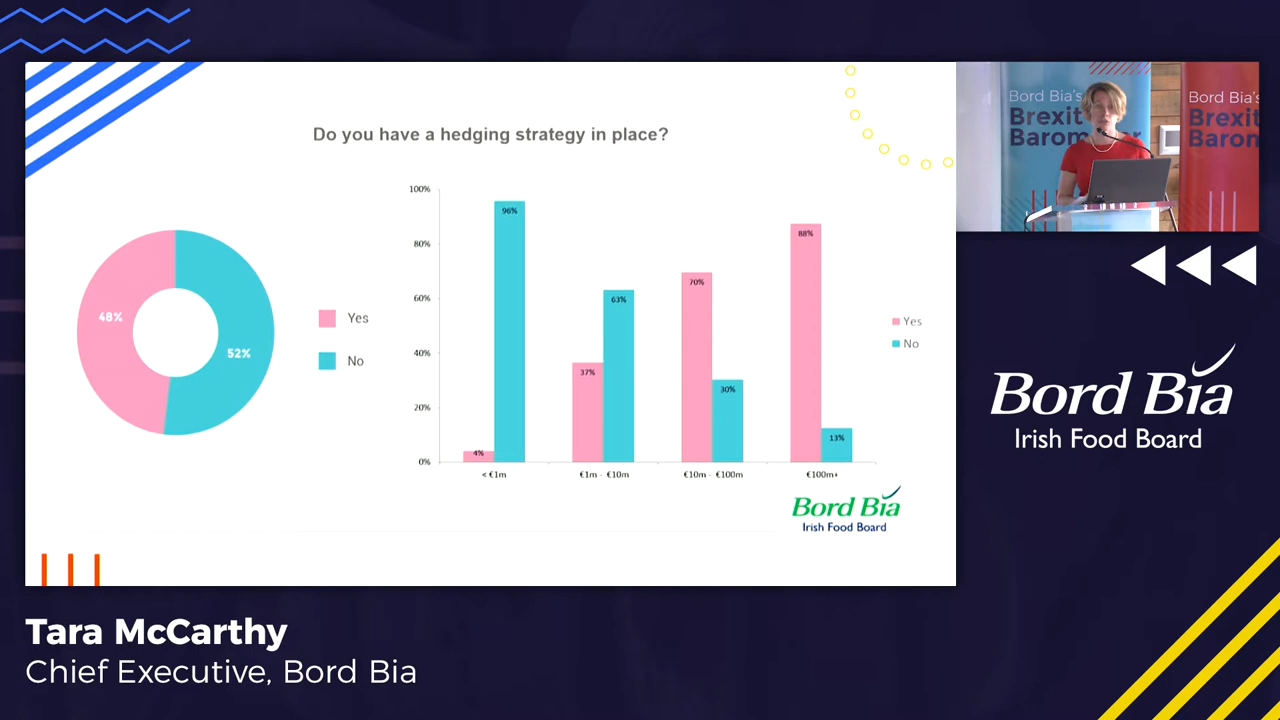 Do you have a hedging strategy in place?
48%
52%
Yes
No
100%
80%
60%
40%
20%
0%
4%
96%
37%
63%
70%
30%
88%
13%
< €1m
€1m - €10m
€10m - €100m
€100m+
Yes
No
Bord Bia
Irish Food Board
Bord Bia's
Brexit
Barom
er
Bord Bia's
Brexit
Barom
Bord Bia
Irish Food Board
Tara McCarthy
Chief Executive, Bord Bia